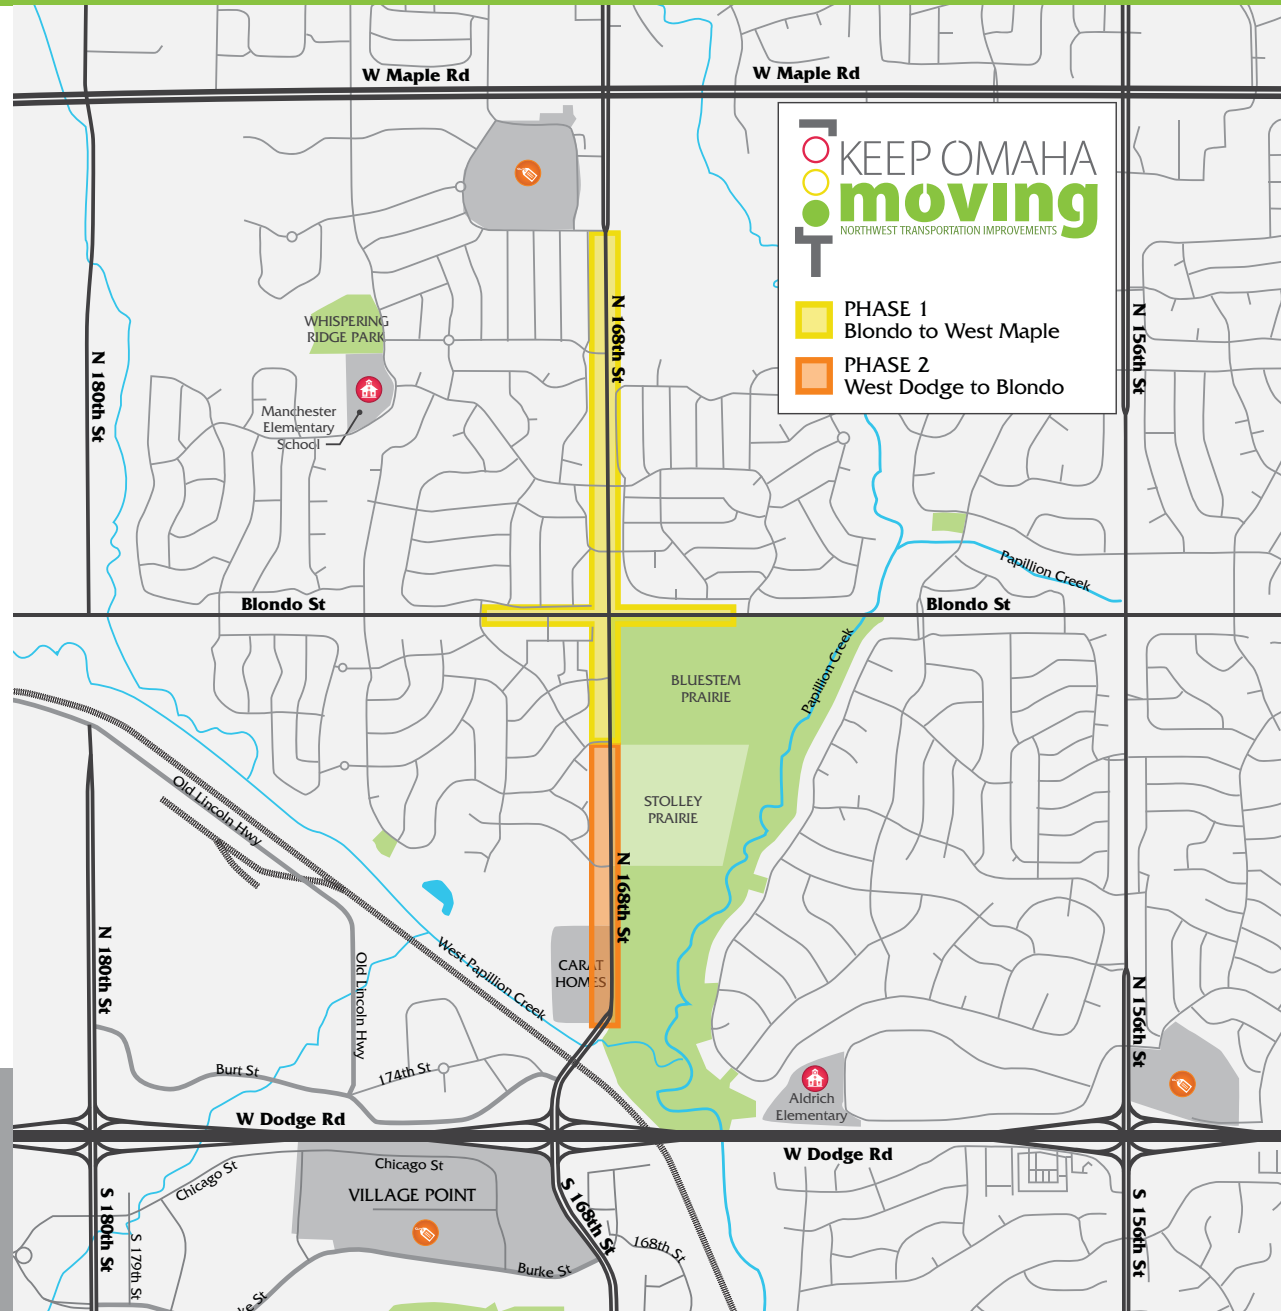 W Maple Rd
W Maple Rd
KEEP OMAHA
moving
NORTHWEST TRANSPORTATION IMPROVEMENTS
PHASE 1
Blondo to West Maple
PHASE 2
West Dodge to Blondo
N 168th St
N 156th St
N 180th St
WHISPERING
RIDGE PARK
Manchester
Elementary
School
Papillion Creek
Blondo St
Blondo St
Papillion Creek
BLUESTEM
PRAIRIE
STOLLEY
PRAIRIE
Old Lincoln Hwy
N 168th St
N 180th St
Old Lincoln Hwy
West Papillion Creek
CARAT
HOMES
N 156th St
Burt St
174th St
Aldrich
Elementary
W Dodge Rd
W Dodge Rd
Chicago St
Chicago St
VILLAGE POINT
S 180th St
S 179th St
S 168th St
168th St
S 156th St
Burke St
ke St